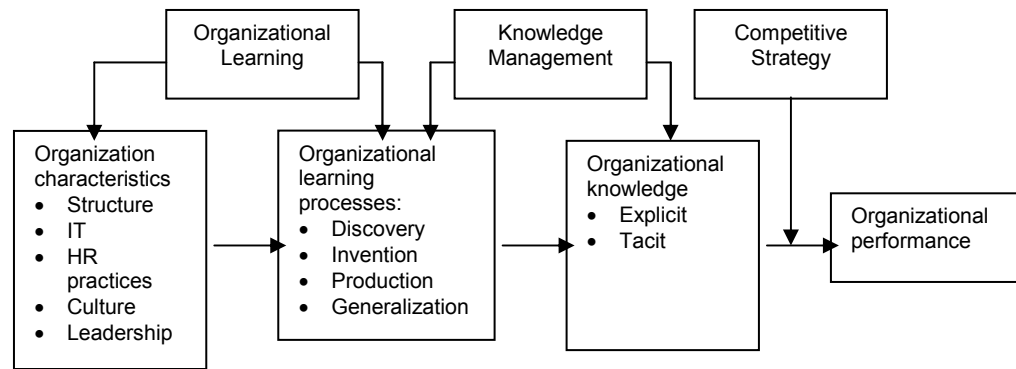 Organizational
Learning
Knowledge
Management
Competitive
Strategy
Organization
characteristics
• Structure
• IT
• HR
practices
• Culture
• Leadership
Organizational
learning
processes:
• Discovery
• Invention
• Production
• Generalization
Organizational
knowledge
• Explicit
• Tacit
Organizational
performance